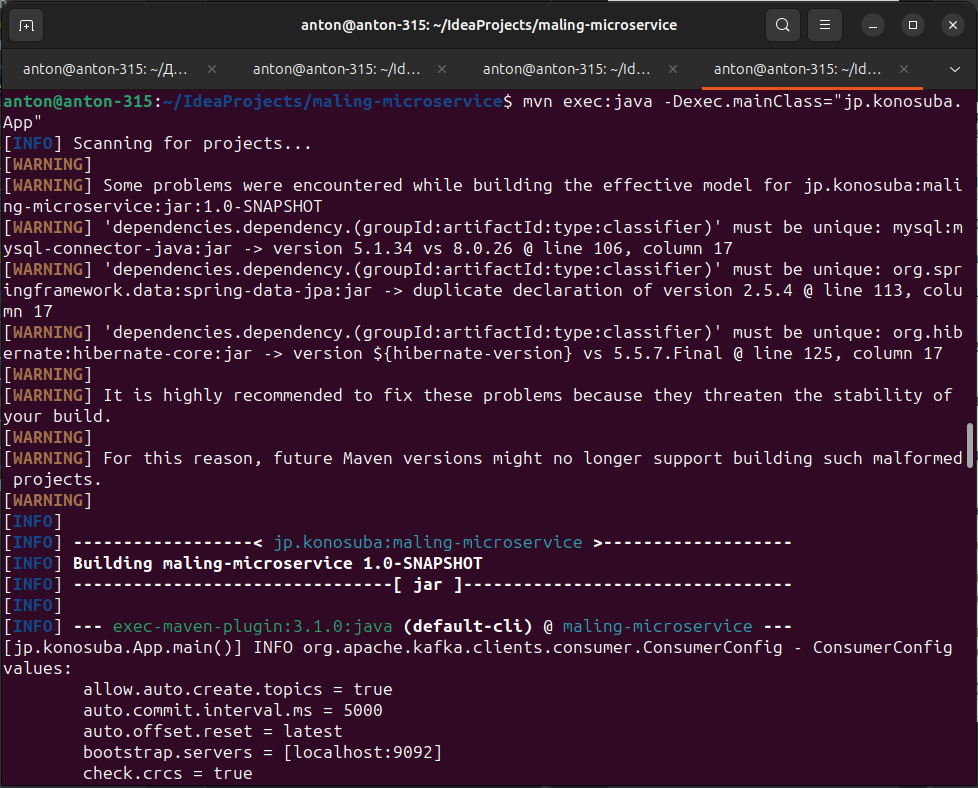 anton@anton-315: ~/IdeaProjects/maling-microservice
anton@anton-315: ~/Д... anton@anton-315: ~/Id... anton@anton-315: ~/Id... anton@anton-315: ~/Id...
anton@anton-315:~/IdeaProjects/maling-microservice$ mvn exec:java -Dexec.mainClass="jp.konosuba.
App"
[INFO] Scanning for projects...
[WARNING]
[WARNING] Some problems were encountered while building the effective model for jp.konosuba:mali
ng-microservice:jar:1.0-SNAPSHOT
[WARNING] 'dependencies.dependency.(groupId:artifactId:type:classifier)' must be unique: mysql:m
ysql-connector-java:jar -> version 5.1.34 vs 8.0.26 @ line 106, column 17
[WARNING] 'dependencies.dependency.(groupId:artifactId:type:classifier)' must be unique: org.spr
ingframework.data:spring-data-jpa:jar -> duplicate declaration of version 2.5.4 @ line 113, colu
mn 17
[WARNING] 'dependencies.dependency.(groupId:artifactId:type:classifier)' must be unique: org.hib
ernate:hibernate-core:jar -> version ${hibernate-version} vs 5.5.7.Final @ line 125, column 17
[WARNING]
[WARNING] It is highly recommended to fix these problems because they threaten the stability of
your build.
[WARNING]
[WARNING] For this reason, future Maven versions might no longer support building such malformed
 projects.
[WARNING]
[INFO]
[INFO] ------------------< jp.konosuba:maling-microservice >-------------------
[INFO] Building maling-microservice 1.0-SNAPSHOT
[INFO] --------------------------------[ jar ]---------------------------------
[INFO]
[INFO] --- exec-maven-plugin:3.1.0:java (default-cli) @ maling-microservice ---
[jp.konosuba.App.main()] INFO org.apache.kafka.clients.consumer.ConsumerConfig - ConsumerConfig
values:
        allow.auto.create.topics = true
        auto.commit.interval.ms = 5000
        auto.offset.reset = latest
        bootstrap.servers = [localhost:9092]
        check.crcs = true